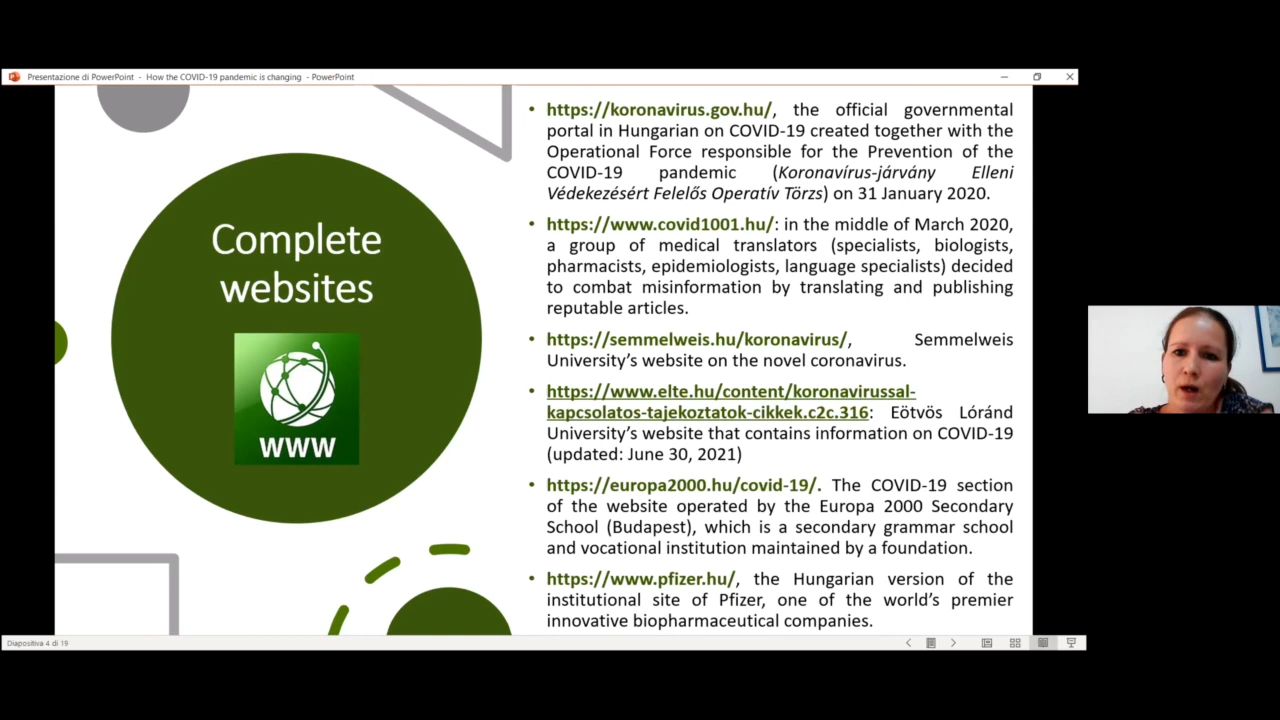 Presentazione di PowerPoint - How the COVID-19 pandemic is changing - PowerPoint
Complete
websites
WWW
• https://koronavirus.gov.hu/, the official governmental
portal in Hungarian on COVID-19 created together with the
Operational Force responsible for the Prevention of the
COVID-19 pandemic (Koronavírus-járvány Elleni
Védekezésért Felelős Operatív Törzs) on 31 January 2020.
• https://www.covid1001.hu/: in the middle of March 2020,
a group of medical translators (specialists, biologists,
pharmacists, epidemiologists, language specialists) decided
to combat misinformation by translating and publishing
reputable articles.
• https://semmelweis.hu/koronavirus/, Semmelweis
University’s website on the novel coronavirus.
• https://www.elte.hu/content/koronavirussal-
kapcsolatos-tajekoztatok-cikkek.c2c.316: Eötvös Lóránd
University’s website that contains information on COVID-19
(updated: June 30, 2021)
• https://europa2000.hu/covid-19/. The COVID-19 section
of the website operated by the Europa 2000 Secondary
School (Budapest), which is a secondary grammar school
and vocational institution maintained by a foundation.
• https://www.pfizer.hu/, the Hungarian version of the
institutional site of Pfizer, one of the world’s premier
innovative biopharmaceutical companies.
Diapositiva 4 di 19